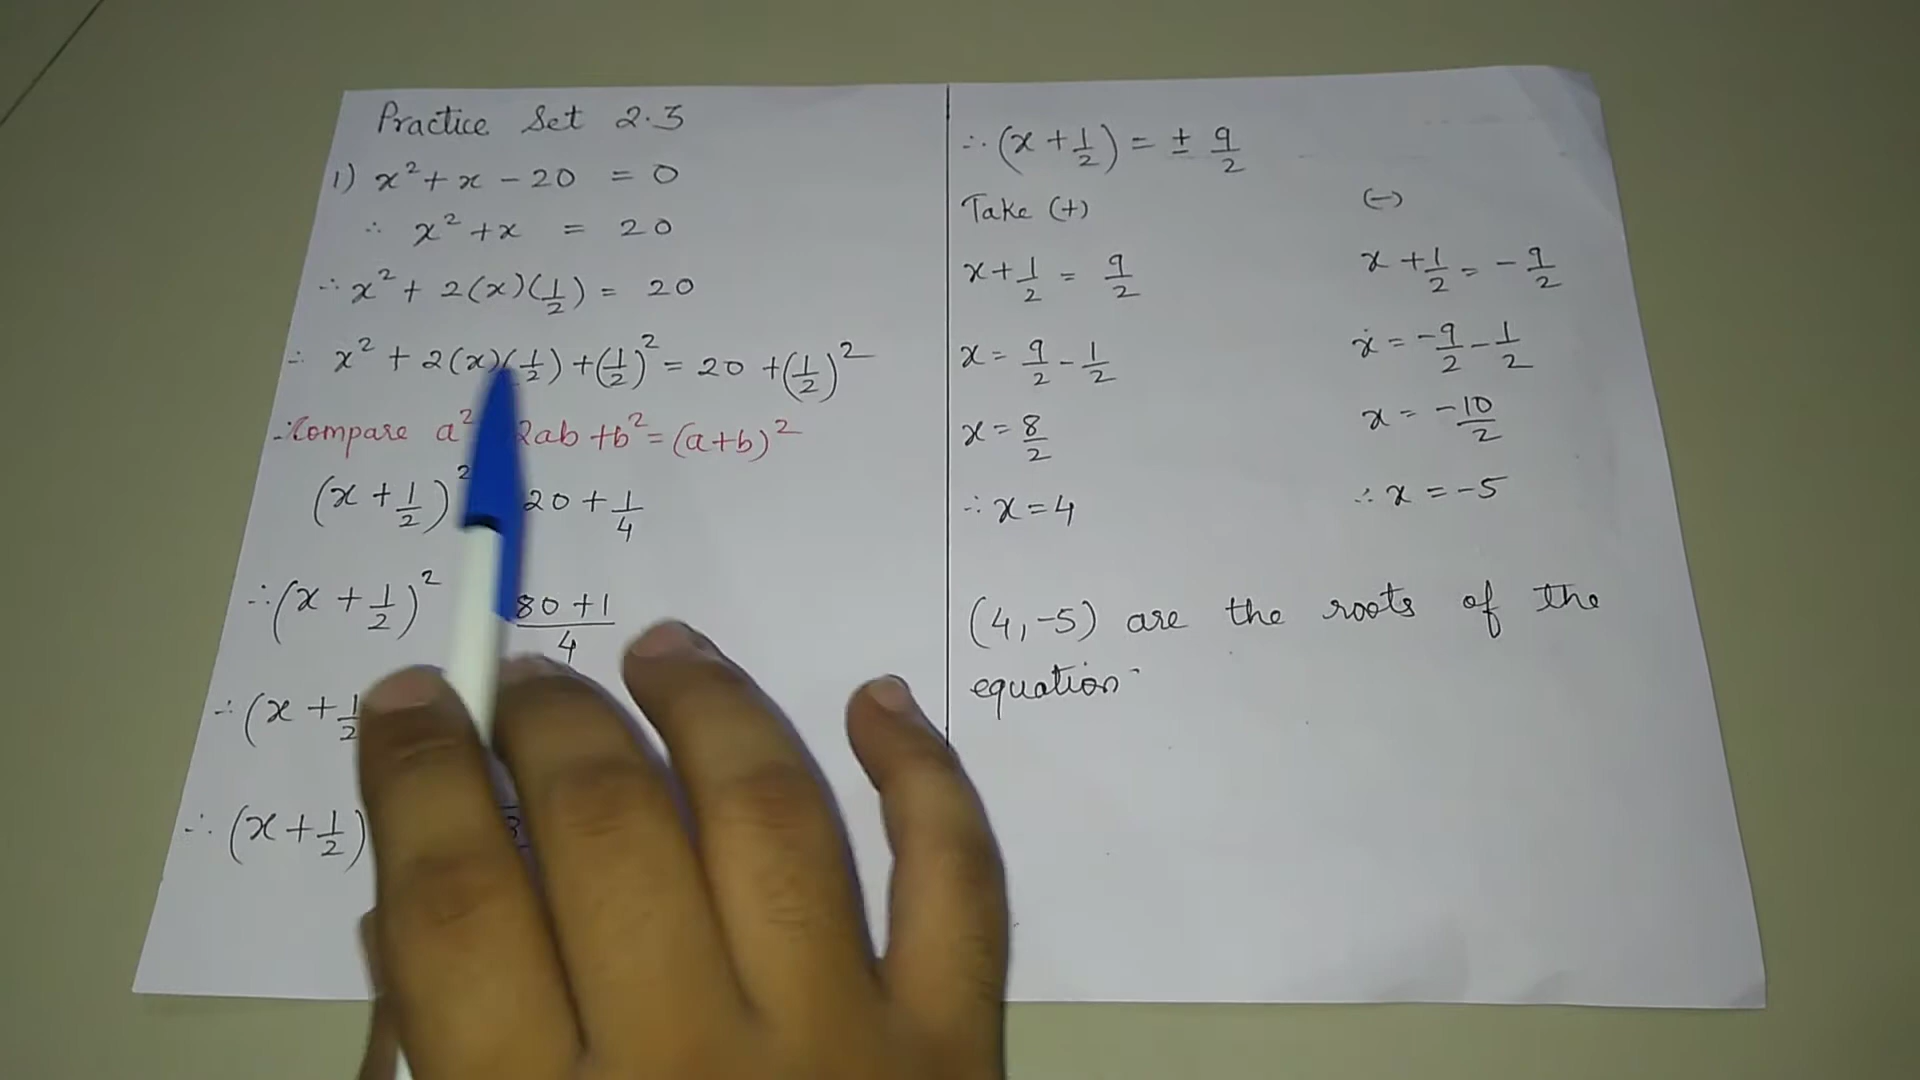 Practice Set 2.3
1) x² + x - 20 = 0
∴ x² + x = 20
∴ x² + 2(x)(1/2) = 20
∴ x² + 2(x)(1/2) + (1/2)² = 20 + (1/2)²
∴ Compare a² 2ab + b² = (a+b)²
(x + 1/2)² 20 + 1/4
∴ (x + 1/2)² 80 + 1/4
∴ (x + 1/2
∴ (x + 1/2)
∴ (x + 1/2) = ± 9/2
Take (+)
x + 1/2 = 9/2
x = 9/2 - 1/2
x = 8/2
∴ x = 4
(-)
x + 1/2 = - 9/2
x = -9/2 - 1/2
x = -10/2
∴ x = -5
(4, -5) are the roots of the
equation.